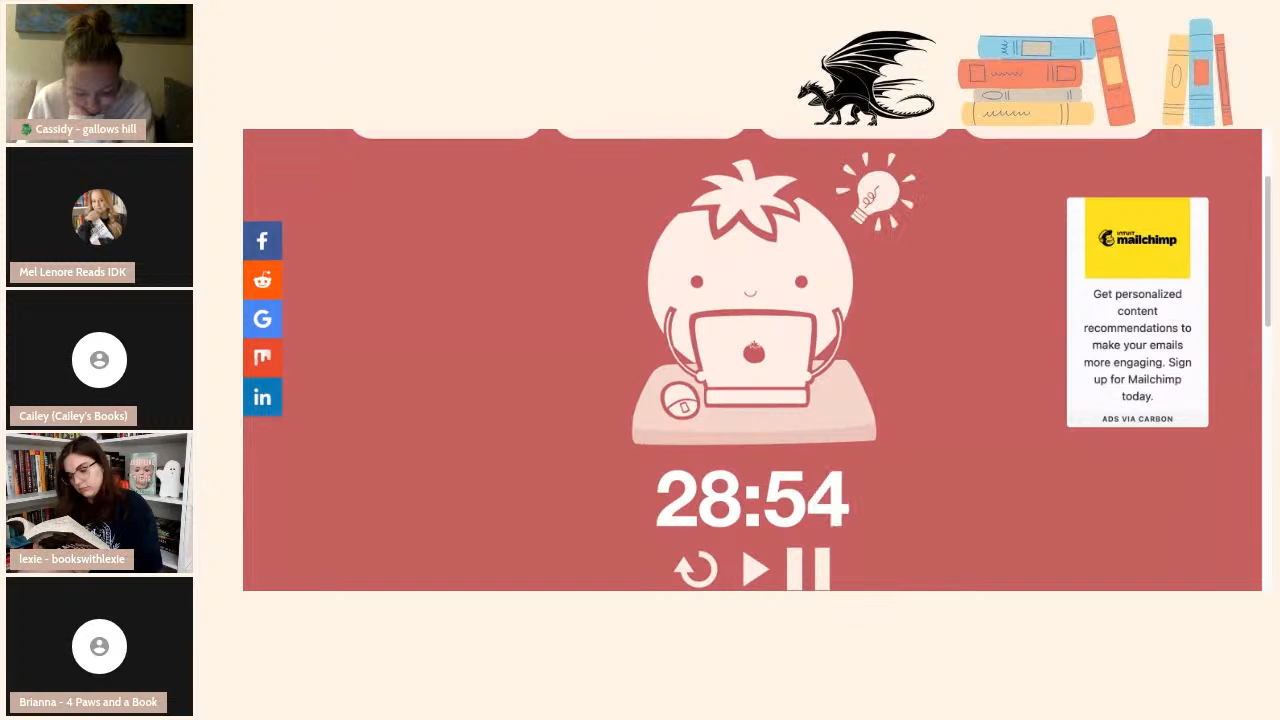 Cassidy - gallows hill
Mel Lenore Reads IDK
Cailey (Cailey's Books)
lexie - bookswithlexie
Brianna - 4 Paws and a Book
28:54
INTUIT
mailchimp
Get personalized
content
recommendations to
make your emails
more engaging. Sign
up for Mailchimp
today.
ADS VIA CARBON